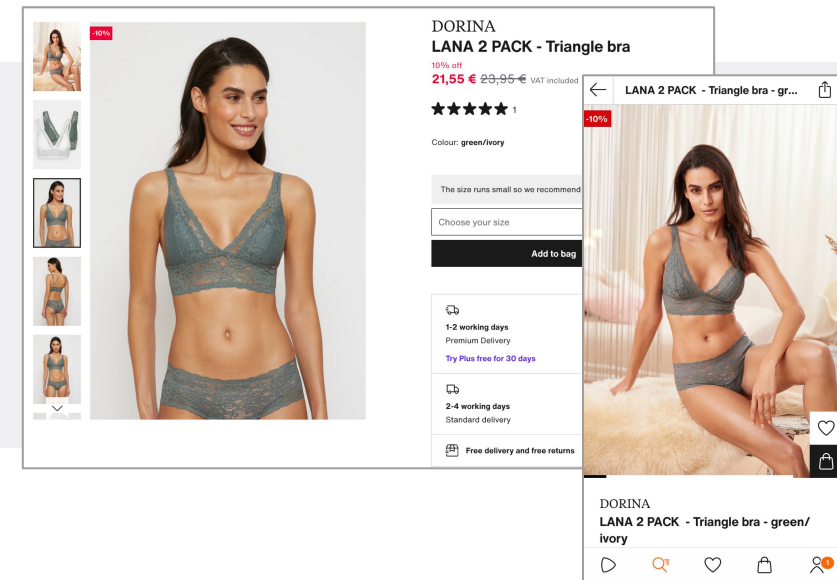 -10%
DORINA
LANA 2 PACK - Triangle bra
10% off
21,55 € 23,95 € VAT included
1
Colour: green/ivory
The size runs small so we recommend
Choose your size
Add to bag
1-2 working days
Premium Delivery
Try Plus free for 30 days
2-4 working days
Standard delivery
Free delivery and free returns
LANA 2 PACK - Triangle bra - gr...
-10%
DORINA
LANA 2 PACK - Triangle bra - green/
ivory
1